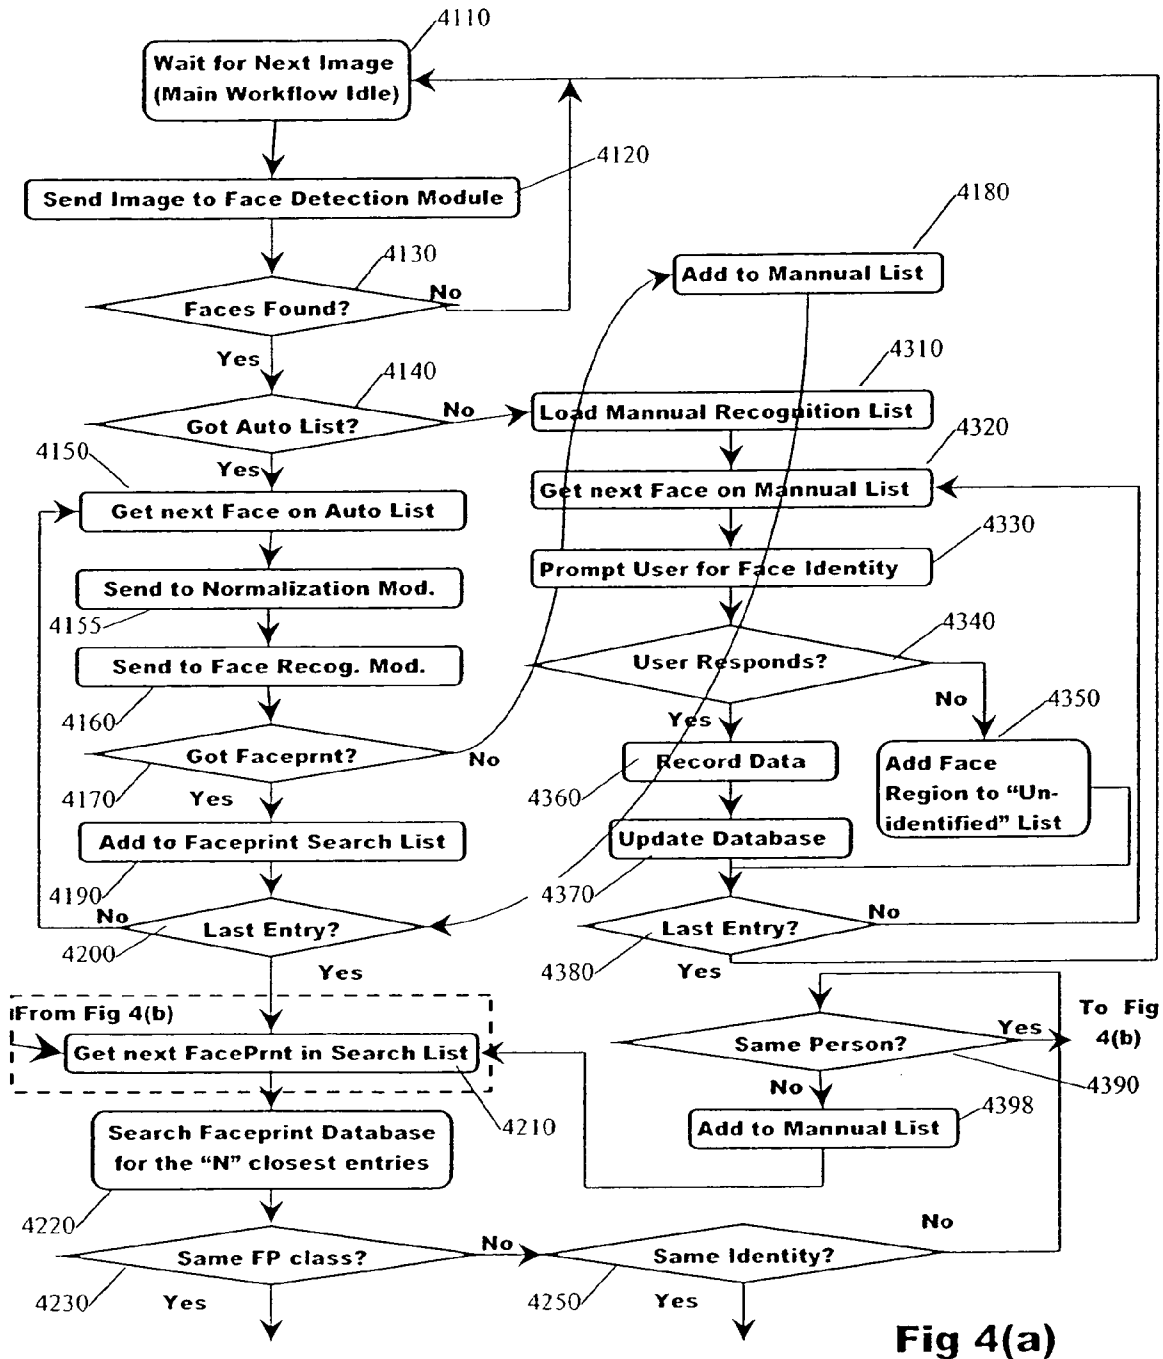 4110
Wait for Next Image
(Main Workflow Idle)
4120
Send Image to Face Detection Module
4130
Faces Found?
No
Yes
4180
Add to Mannual List
4140
Got Auto List?
No
Yes
4310
Load Mannual Recognition List
4320
Get next Face on Mannual List
4150
Get next Face on Auto List
4330
Prompt User for Face Identity
Send to Normalization Mod.
4155
4340
User Responds?
No
Yes
Send to Face Recog. Mod.
4160
4350
Add Face
Region to “Un-
identified” List
Got Faceprnt?
No
4170
Yes
Record Data
4360
Add to Faceprint Search List
4190
Update Database
4370
No
Last Entry?
4200
Yes
Last Entry?
No
4380
Yes
From Fig 4(b)
Get next FacePrnt in Search List
4210
Same Person?
Yes
To Fig
4(b)
4390
No
4398
Add to Mannual List
Search Faceprint Database
for the “N” closest entries
4220
Same FP class?
No
4230
Yes
Same Identity?
No
4250
Yes
Fig 4(a)